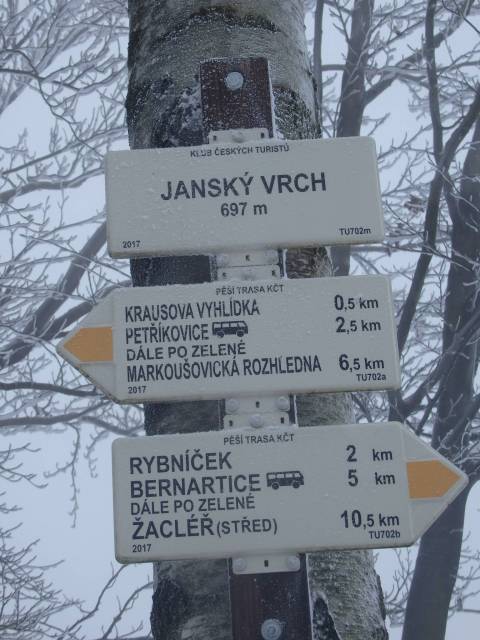 KLUB ČESKÝCH TURISTŮ
JANSKÝ VRCH
697 m
2017 TU702m
PĚŠÍ TRASA KČT
KRAUSOVA VYHLÍDKA 0,5 KM
PETŘÍKOVICE 2,5 KM
DÁLE PO ZELENÉ
MARKOUŠOVICKÁ ROZHLEDNA 6,5 KM
2017 TU702a
PĚŠÍ TRASA KČT
RYBNÍČEK 2 KM
BERNARTICE 5 KM
DÁLE PO ZELENÉ
ŽACLÉŘ (STŘED) 10,5 KM
2017 TU702b